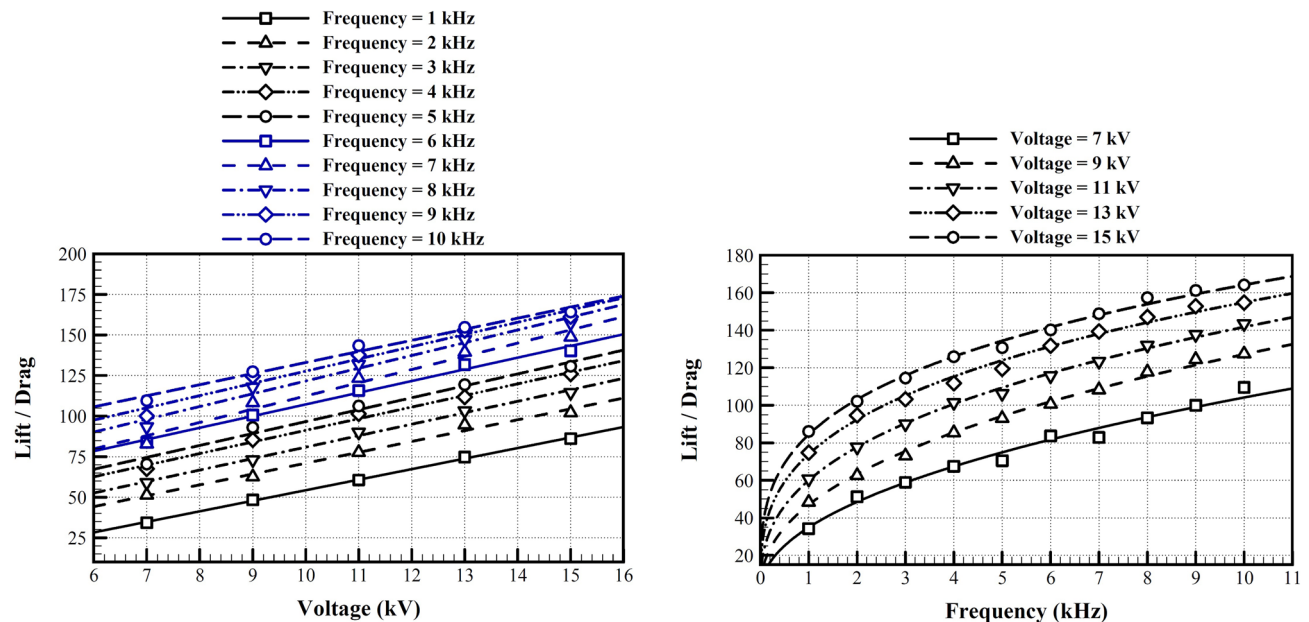 Frequency = 1 kHz
Frequency = 2 kHz
Frequency = 3 kHz
Frequency = 4 kHz
Frequency = 5 kHz
Frequency = 6 kHz
Frequency = 7 kHz
Frequency = 8 kHz
Frequency = 9 kHz
Frequency = 10 kHz
200
175
150
125
100
75
50
25
Lift / Drag
6 7 8 9 10 11 12 13 14 15 16
Voltage (kV)
Voltage = 7 kV
Voltage = 9 kV
Voltage = 11 kV
Voltage = 13 kV
Voltage = 15 kV
180
160
140
120
100
80
60
40
20
Lift / Drag
0 1 2 3 4 5 6 7 8 9 10 11
Frequency (kHz)